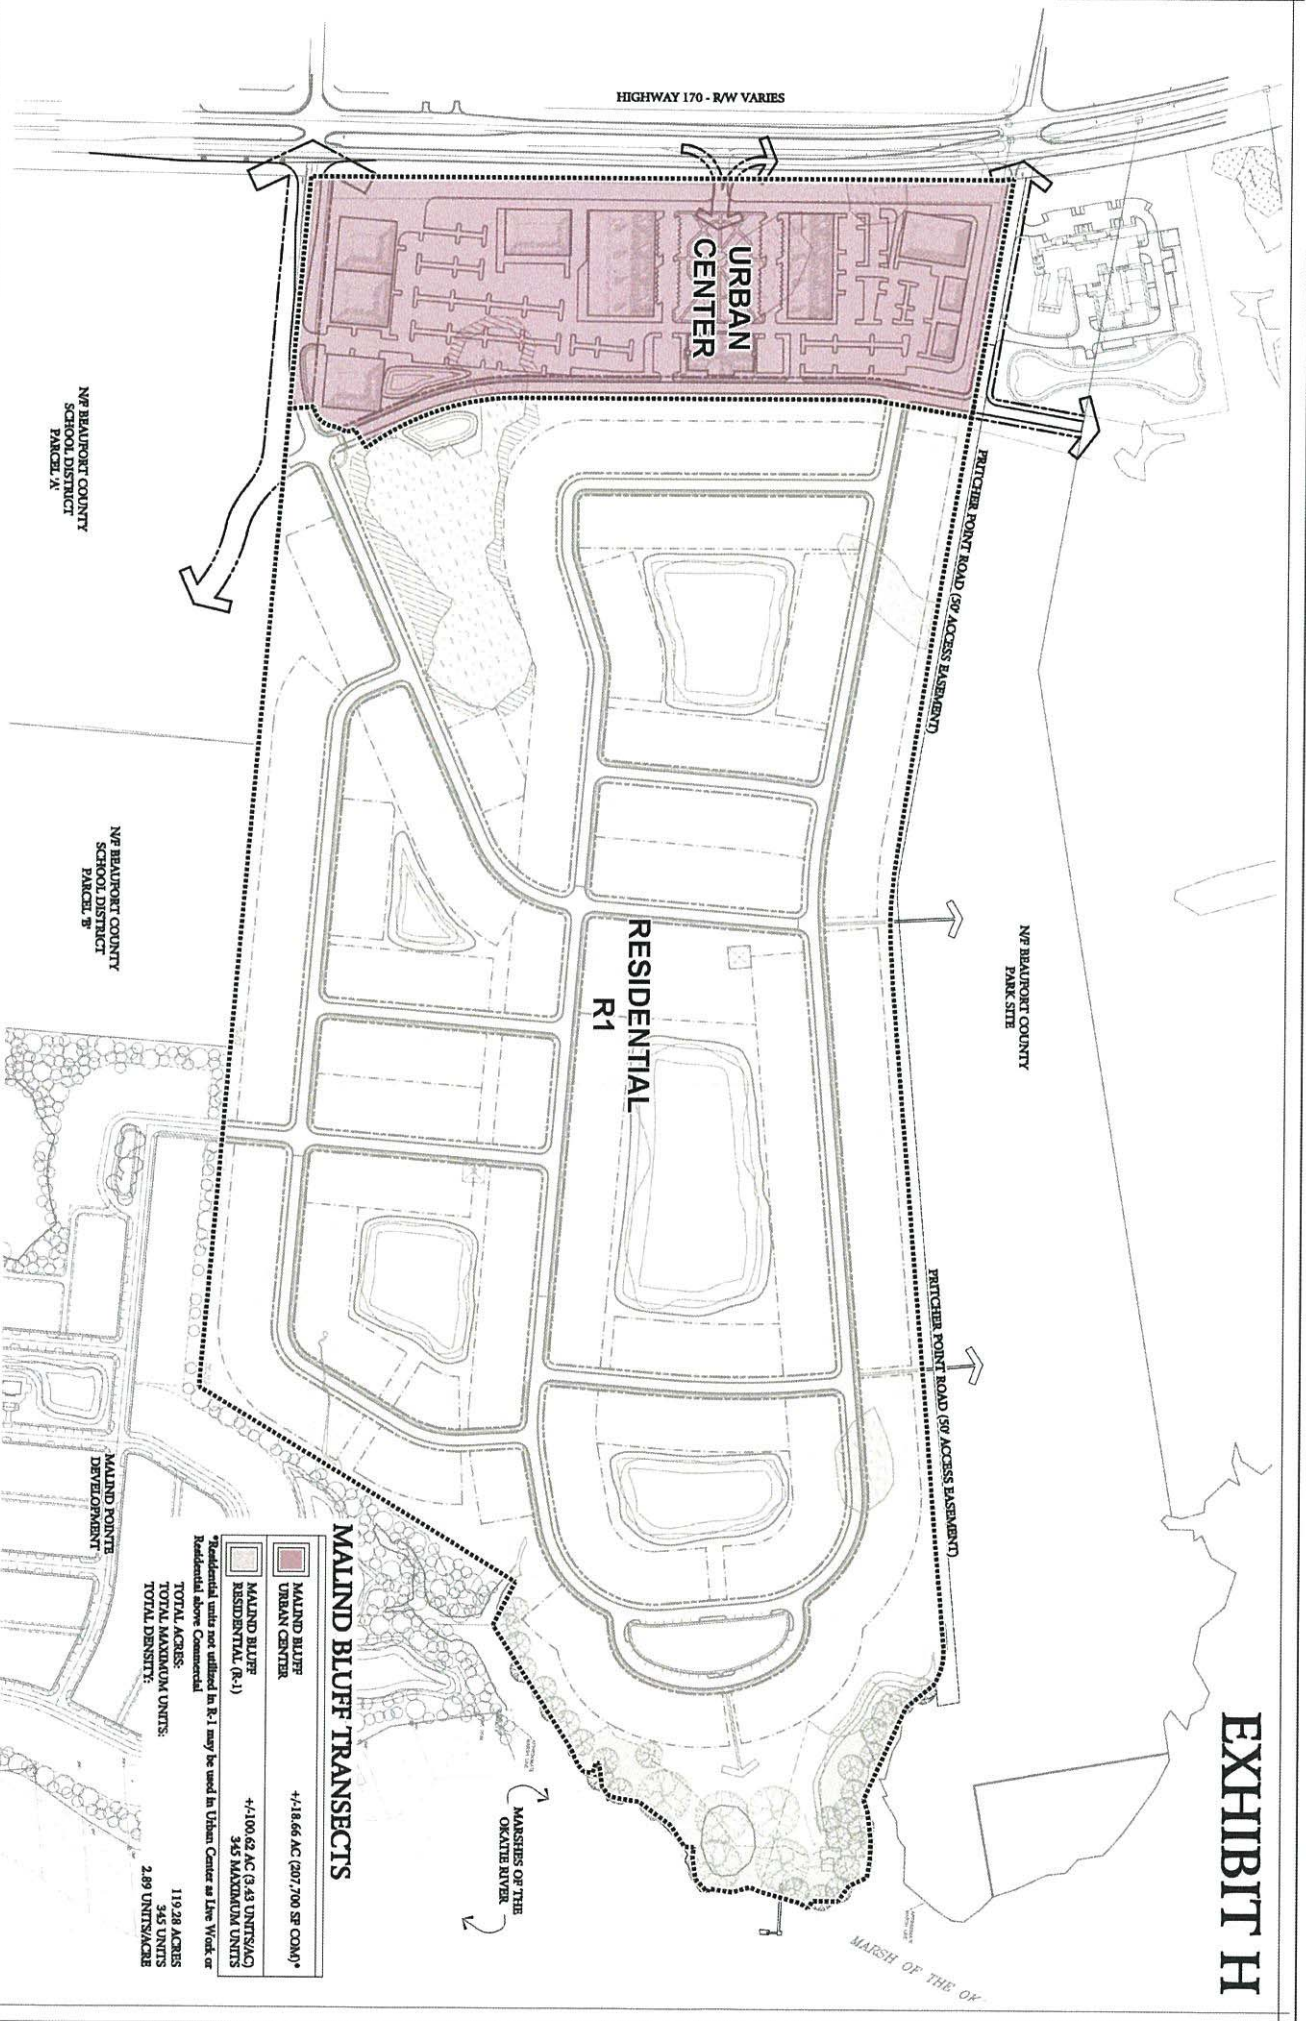 EXHIBIT H
HIGHWAY 170 - R/W VARIES
URBAN
CENTER
PRITCHER POINT ROAD (50' ACCESS EASEMENT)
N/F BEAUFORT COUNTY
PARK SITE
PRITCHER POINT ROAD (50' ACCESS EASEMENT)
RESIDENTIAL
R1
N/F BEAUFORT COUNTY
SCHOOL DISTRICT
PARCEL 'A'
N/F BEAUFORT COUNTY
SCHOOL DISTRICT
PARCEL 'B'
MALIND POINTE
DEVELOPMENT
MARSHES OF THE
OKATIE RIVER
MARSH OF THE OK
MALIND BLUFF TRANSECTS
MALIND BLUFF
URBAN CENTER
+/-18.66 AC (207,700 SF COM)*
MALIND BLUFF
RESIDENTIAL (R-1)
+/-100.62 AC (3.43 UNITS/AC)
345 MAXIMUM UNITS
*Residential units not utilized in R-1 may be used in Urban Center as Live Work or
Residential above Commercial
TOTAL ACRES: 119.28 ACRES
TOTAL MAXIMUM UNITS: 345 UNITS
TOTAL DENSITY: 2.89 UNITS/ACRE